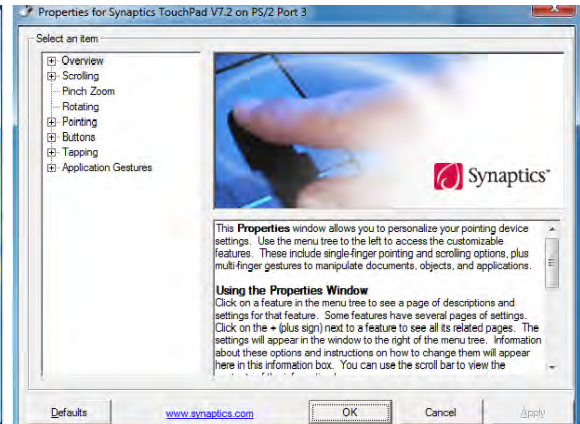 Properties for Synaptics TouchPad V7.2 on PS/2 Port 3
Select an item
Overview
Scrolling
Pinch Zoom
Rotating
Pointing
Buttons
Tapping
Application Gestures
Synaptics
This Properties window allows you to personalize your pointing device
settings. Use the menu tree to the left to access the customizable
features. These include single-finger pointing and scrolling options, plus
multi-finger gestures to manipulate documents, objects, and applications.
Using the Properties Window
Click on a feature in the menu tree to see a page of descriptions and
settings for that feature. Some features have several pages of settings.
Click on the + (plus sign) next to a feature to see all its related pages. The
settings will appear in the window to the right of the menu tree. Information
about these options and instructions on how to change them will appear
here in this information box. You can use the scroll bar to view the
Defaults
www.synaptics.com
OK
Cancel
Apply